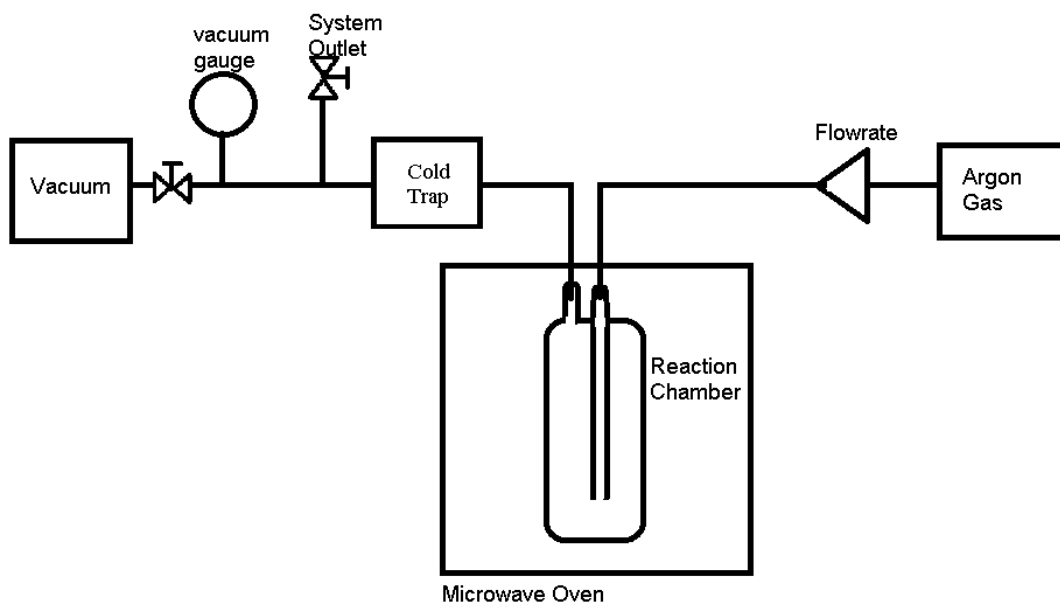 vacuum
gauge
System
Outlet
Vacuum
Cold
Trap
Flowrate
Argon
Gas
Reaction
Chamber
Microwave Oven